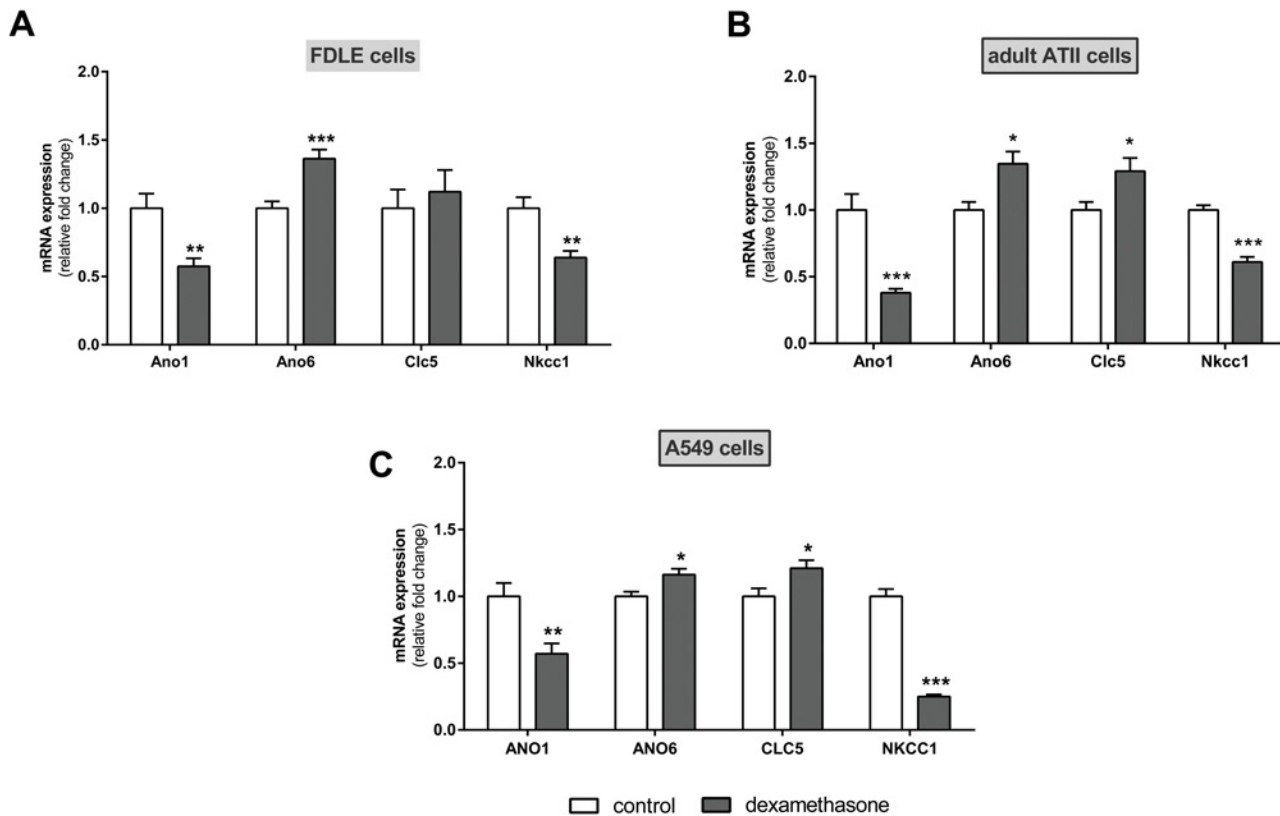 A
FDLE cells
mRNA expression
(relative fold change)
2.0
1.5
1.0
0.5
0.0
**
***
**
Ano1 Ano6 Clc5 Nkcc1
B
adult ATII cells
mRNA expression
(relative fold change)
2.0
1.5
1.0
0.5
0.0
***
*
*
***
Ano1 Ano6 Clc5 Nkcc1
C
A549 cells
mRNA expression
(relative fold change)
2.0
1.5
1.0
0.5
0.0
**
*
*
***
ANO1 ANO6 CLC5 NKCC1
control dexamethasone